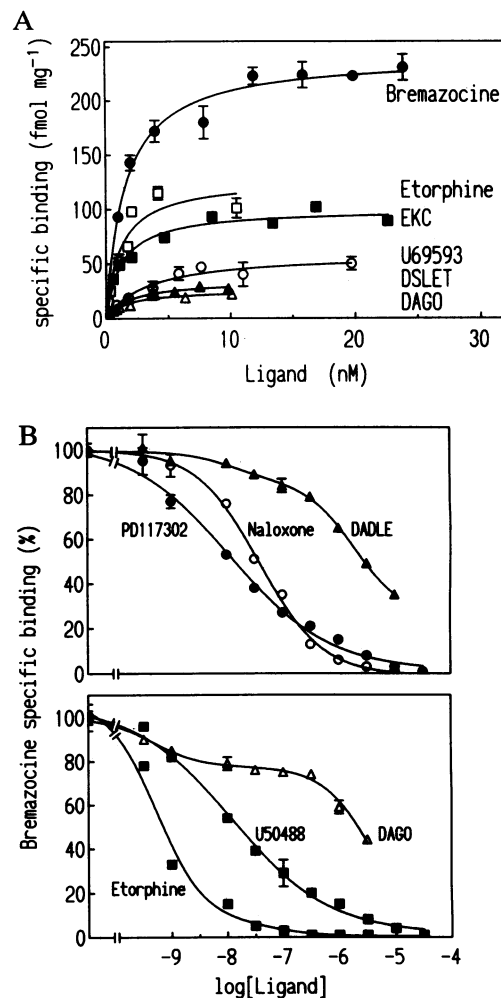 A
250
200
150
100
50
0
specific binding (fmol mg⁻¹)
Bremazocine
Etorphine
EKC
U69593
DSLET
DAGO
0
10
20
30
Ligand (nM)
B
100
80
60
40
20
0
PD117302
Naloxone
DADLE
Bremazocine specific binding (%)
100
80
60
40
20
0
Etorphine
U50488
DAGO
-9
-8
-7
-6
-5
-4
log[Ligand]